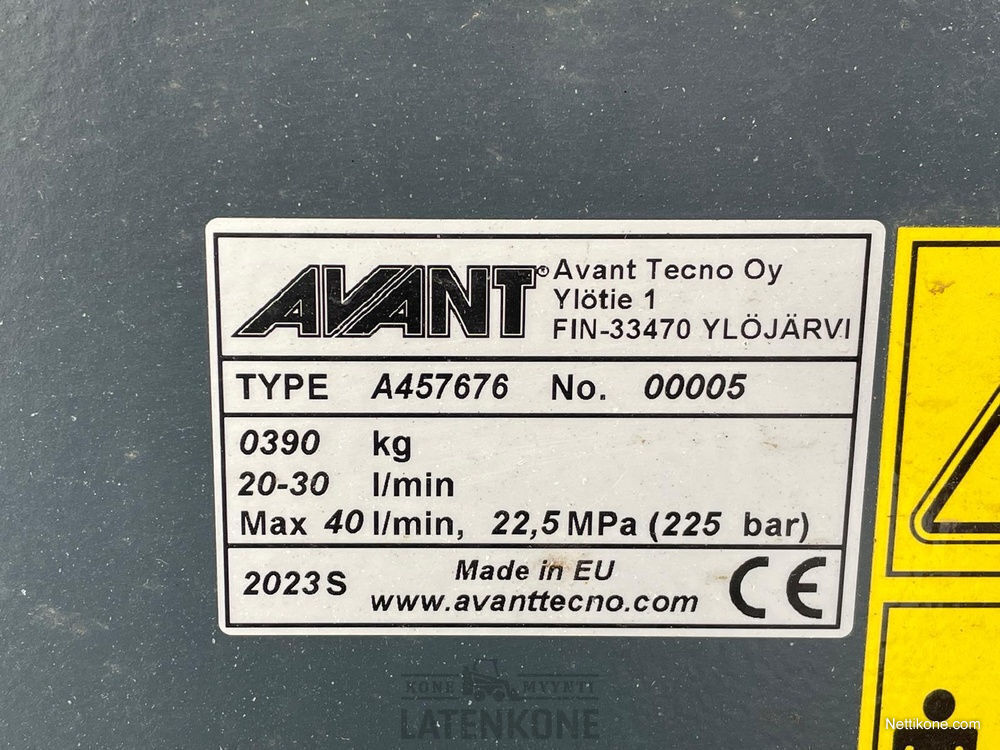 AVANT® Avant Tecno Oy
Ylötie 1
FIN-33470 YLÖJÄRVI
TYPE A457676 No. 00005
0390 kg
20-30 l/min
Max 40 l/min, 22,5 MPa (225 bar)
2023 S Made in EU
www.avanttecno.com CE
KONE MYYNTI
LATENKONE
Nettikone.com